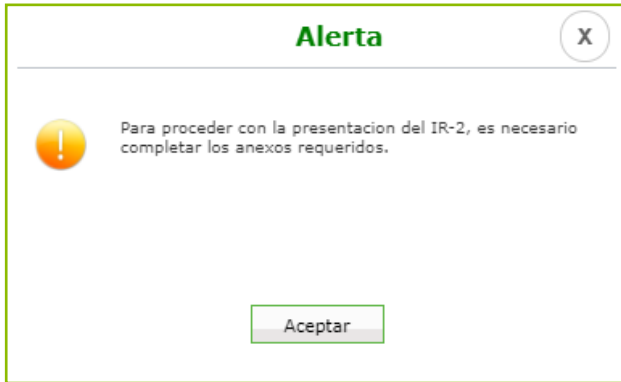 Alerta
X
Para proceder con la presentacion del IR-2, es necesario
completar los anexos requeridos.
Aceptar